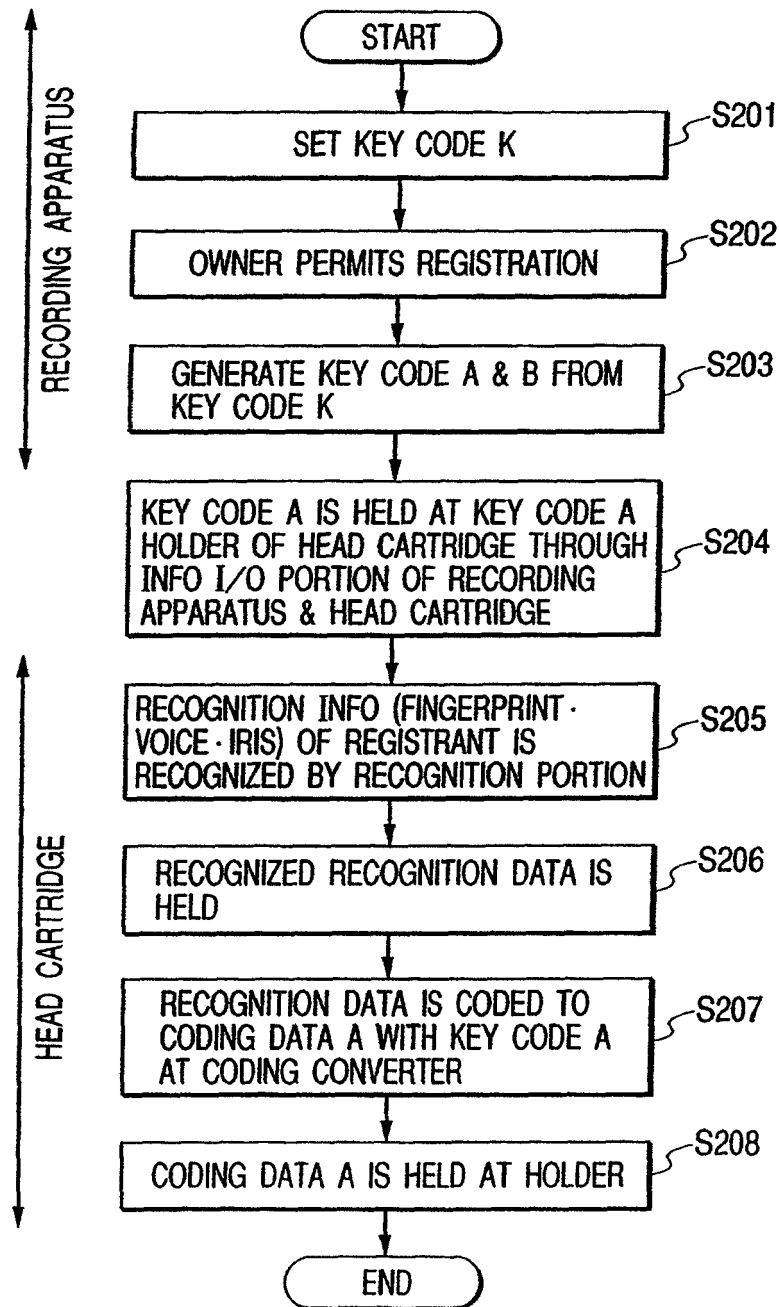 START
SET KEY CODE K
S201
OWNER PERMITS REGISTRATION
S202
GENERATE KEY CODE A & B FROM
KEY CODE K
S203
RECORDING APPARATUS
KEY CODE A IS HELD AT KEY CODE A
HOLDER OF HEAD CARTRIDGE THROUGH
INFO I/O PORTION OF RECORDING
APPARATUS & HEAD CARTRIDGE
S204
RECOGNITION INFO (FINGERPRINT ·
VOICE · IRIS) OF REGISTRANT IS
RECOGNIZED BY RECOGNITION PORTION
S205
RECOGNIZED RECOGNITION DATA IS
HELD
S206
RECOGNITION DATA IS CODED TO
CODING DATA A WITH KEY CODE A
AT CODING CONVERTER
S207
CODING DATA A IS HELD AT HOLDER
S208
HEAD CARTRIDGE
END